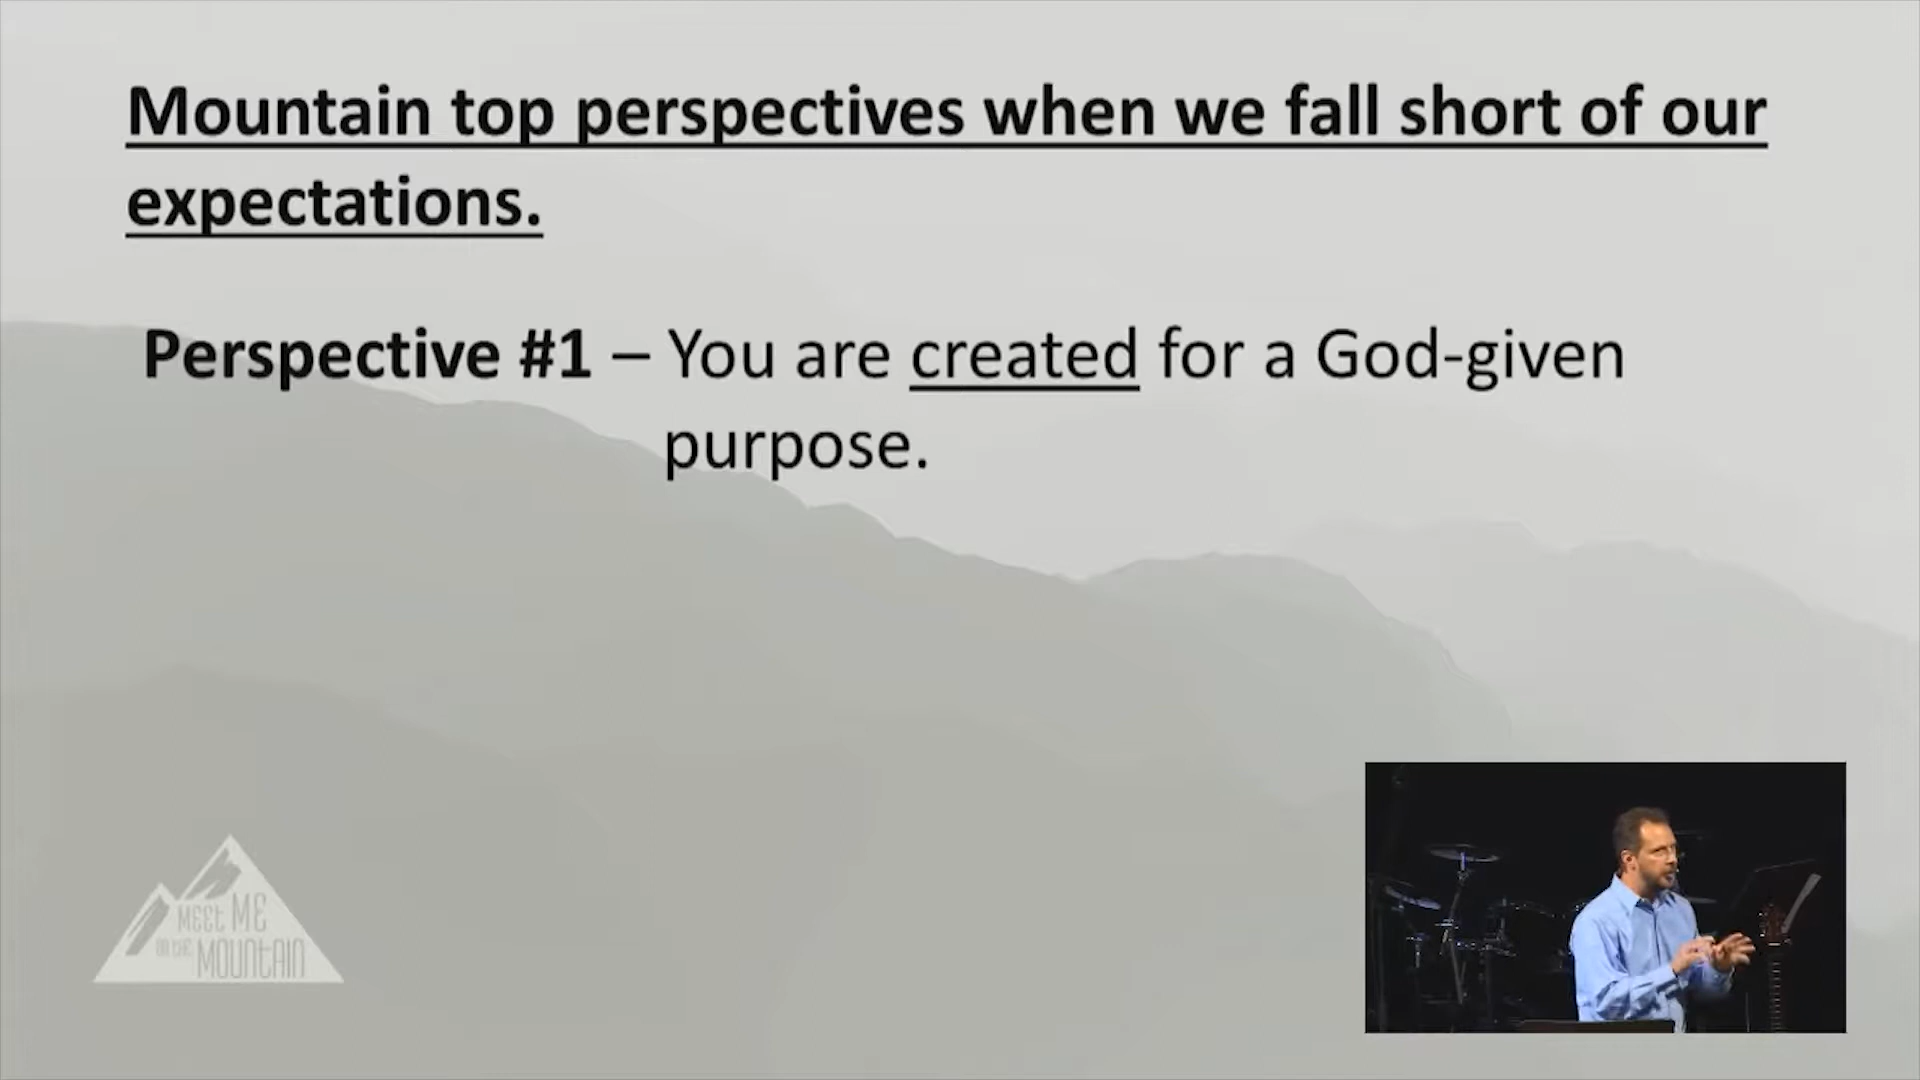 Mountain top perspectives when we fall short of our
expectations.
Perspective #1 – You are created for a God-given
purpose.
MEET ME
ON THE
MOUNTAIN